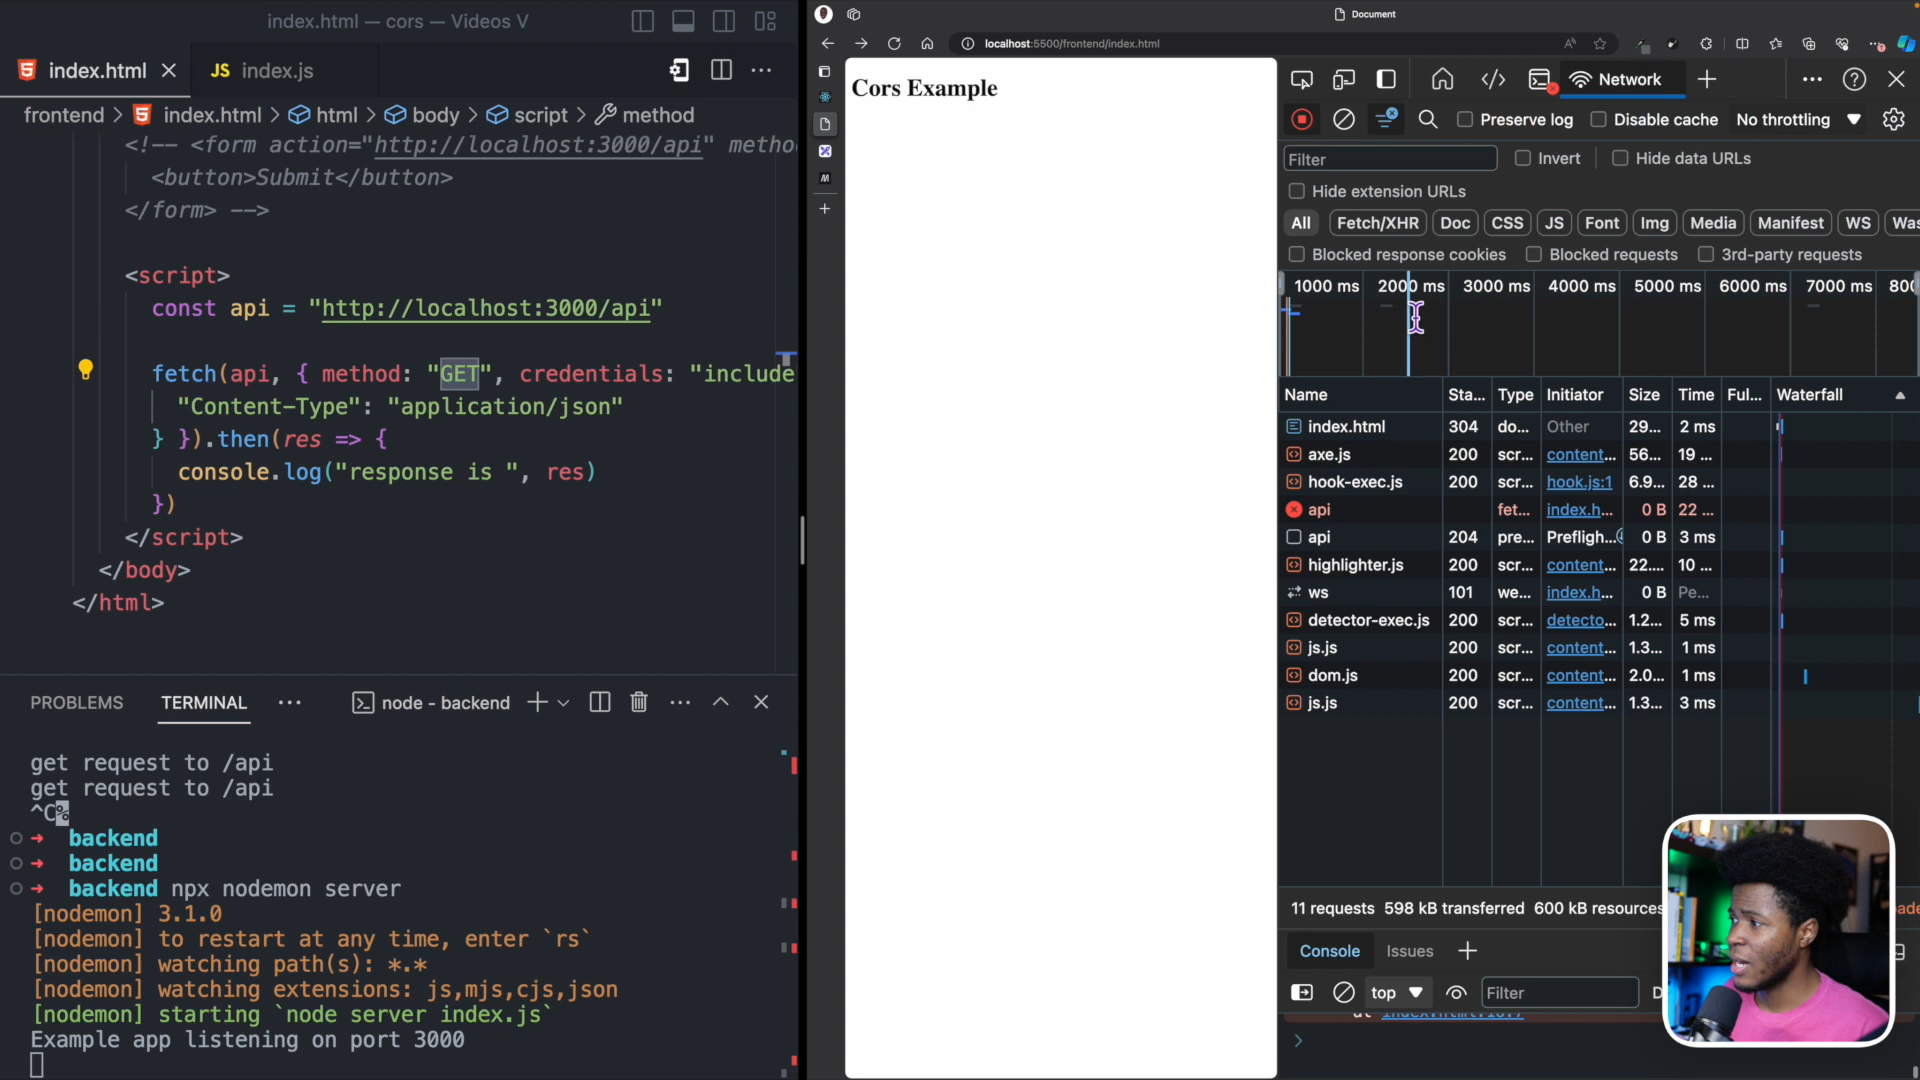 index.html — cors — Videos V
index.html
JS index.js
frontend > index.html > html > body > script > method
<!-- <form action="http://localhost:3000/api" metho
<button>Submit</button>
</form> -->
<script>
const api = "http://localhost:3000/api"
fetch(api, { method: "GET", credentials: "include
"Content-Type": "application/json"
} }).then(res => {
console.log("response is ", res)
})
</script>
</body>
</html>
PROBLEMS TERMINAL ··· node - backend
get request to /api
get request to /api
^C%
➜ backend
➜ backend
➜ backend npx nodemon server
[nodemon] 3.1.0
[nodemon] to restart at any time, enter `rs`
[nodemon] watching path(s): *.*
[nodemon] watching extensions: js,mjs,cjs,json
[nodemon] starting `node server index.js`
Example app listening on port 3000
Document
localhost:5500/frontend/index.html
Cors Example
Network
Preserve log Disable cache No throttling
Filter Invert Hide data URLs
Hide extension URLs
All Fetch/XHR Doc CSS JS Font Img Media Manifest WS Was
Blocked response cookies Blocked requests 3rd-party requests
1000 ms 2000 ms 3000 ms 4000 ms 5000 ms 6000 ms 7000 ms 800
Name Sta... Type Initiator Size Time Ful... Waterfall
index.html 304 do... Other 29... 2 ms
axe.js 200 scr... content... 56... 19 ...
hook-exec.js 200 scr... hook.js:1 6.9... 28 ...
api fet... index.h... 0 B 22 ...
api 204 pre... Prefligh... 0 B 3 ms
highlighter.js 200 scr... content... 22.... 10 ...
ws 101 we... index.h... 0 B Pe...
detector-exec.js 200 scr... detecto... 1.2... 5 ms
js.js 200 scr... content... 1.3... 1 ms
dom.js 200 scr... content... 2.0... 1 ms
js.js 200 scr... content... 1.3... 3 ms
11 requests 598 kB transferred 600 kB resources
Console Issues
top Filter D